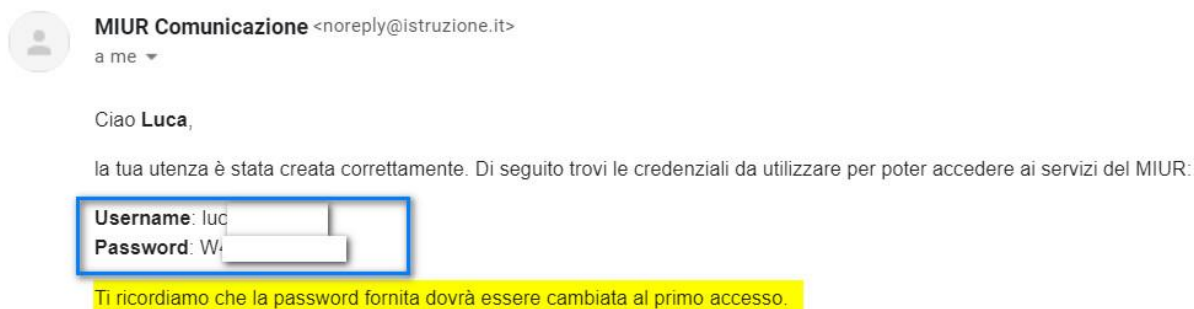 MIUR Comunicazione <noreply@istruzione.it>
a me
Ciao Luca,
la tua utenza è stata creata correttamente. Di seguito trovi le credenziali da utilizzare per poter accedere ai servizi del MIUR:
Username: luc
Password: W4
Ti ricordiamo che la password fornita dovrà essere cambiata al primo accesso.